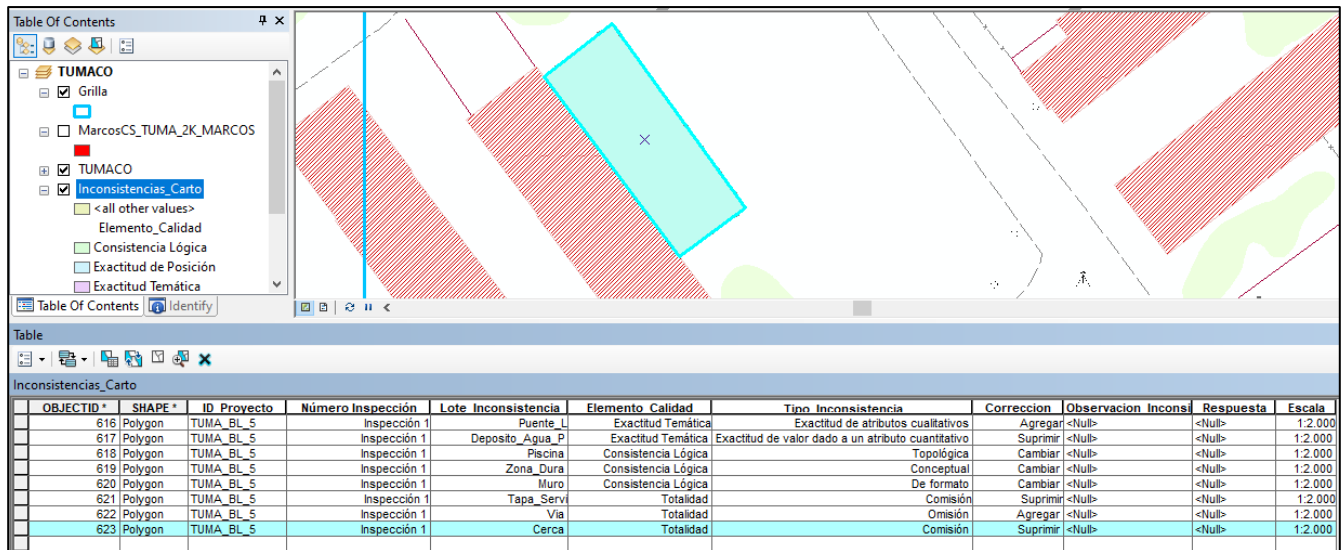 Table Of Contents
TUMACO
Grilla
MarcosCS_TUMA_2K_MARCOS
TUMACO
Inconsistencias_Carto
<all other values>
Elemento_Calidad
Consistencia Lógica
Exactitud de Posición
Exactitud Temática
Table Of Contents Identify
Table
Inconsistencias_Carto
OBJECTID * SHAPE * ID_Proyecto Número Inspección Lote_Inconsistencia Elemento_Calidad Tipo_Inconsistencia Correccion Observacion_Inconsi Respuesta Escala
616 Polygon TUMA_BL_5 Inspección 1 Puente_L Exactitud Temática Exactitud de atributos cualitativos Agregar <Null> <Null> 1:2.000
617 Polygon TUMA_BL_5 Inspección 1 Deposito_Agua_P Exactitud Temática Exactitud de valor dado a un atributo cuantitativo Suprimir <Null> <Null> 1:2.000
618 Polygon TUMA_BL_5 Inspección 1 Piscina Consistencia Lógica Topológica Cambiar <Null> <Null> 1:2.000
619 Polygon TUMA_BL_5 Inspección 1 Zona_Dura Consistencia Lógica Conceptual Cambiar <Null> <Null> 1:2.000
620 Polygon TUMA_BL_5 Inspección 1 Muro Consistencia Lógica De formato Cambiar <Null> <Null> 1:2.000
621 Polygon TUMA_BL_5 Inspección 1 Tapa_Servi Totalidad Comisión Suprimir <Null> <Null> 1:2.000
622 Polygon TUMA_BL_5 Inspección 1 Via Totalidad Omisión Agregar <Null> <Null> 1:2.000
623 Polygon TUMA_BL_5 Inspección 1 Cerca Totalidad Comisión Suprimir <Null> <Null> 1:2.000